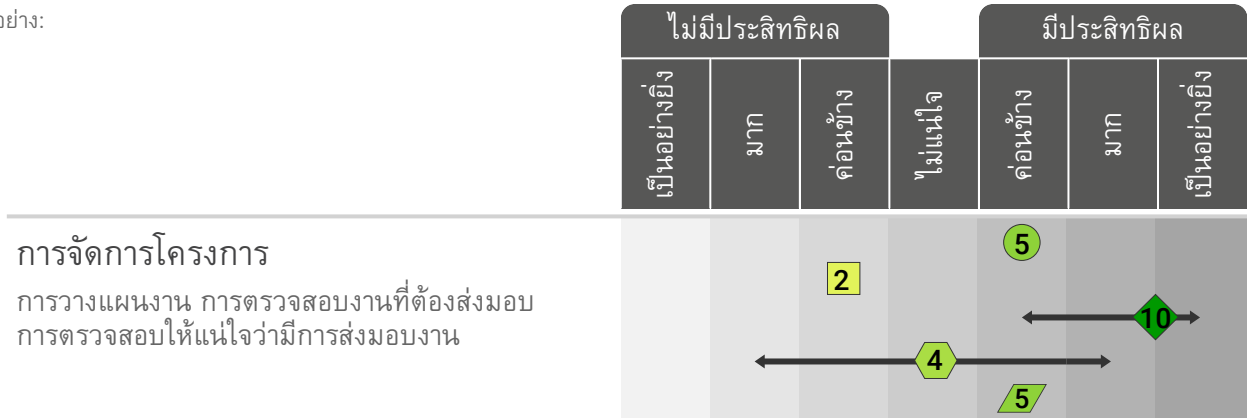 อย่าง:
ไม่มีประสิทธิผล
มีประสิทธิผล
เป็นอย่างยิ่ง
มาก
ค่อนข้าง
ไม่แน่ใจ
ค่อนข้าง
มาก
เป็นอย่างยิ่ง
การจัดการโครงการ
การวางแผนงาน การตรวจสอบงานที่ต้องส่งมอบ
การตรวจสอบให้แน่ใจว่ามีการส่งมอบงาน
5
2
10
4
5